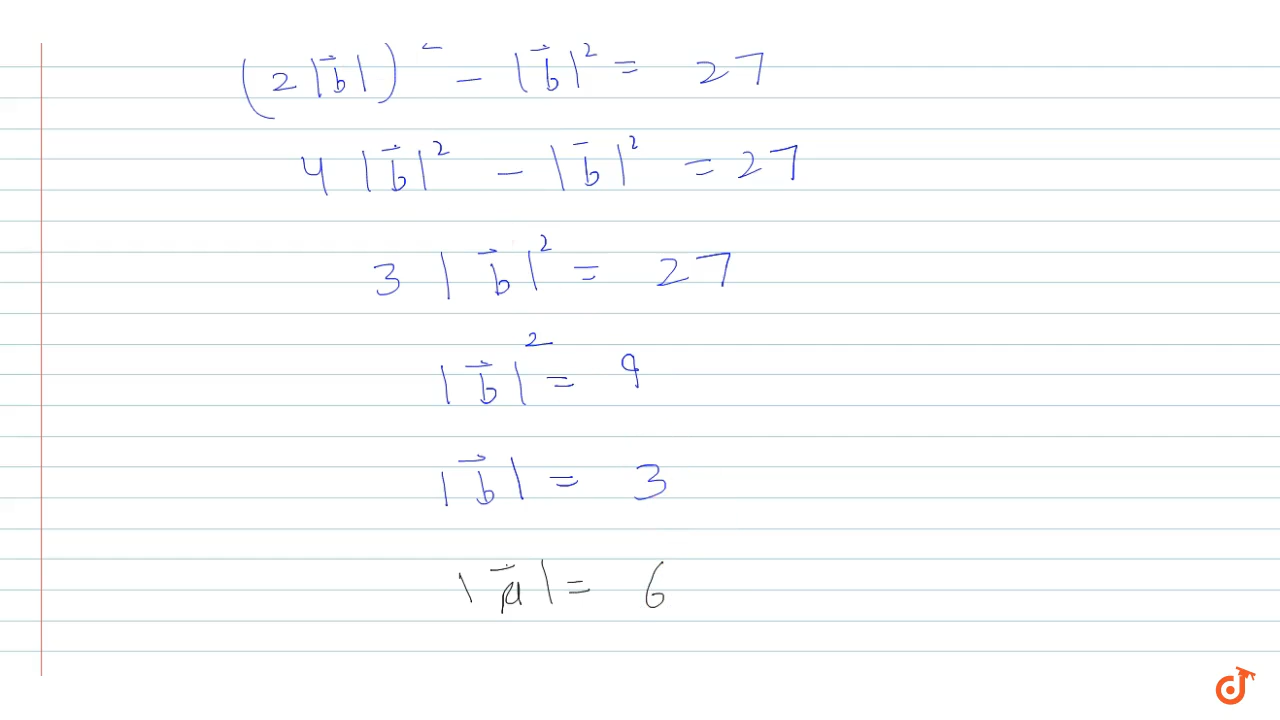 (2|b⃗|)² - |b⃗|² = 27
4 |b⃗|² - |b⃗|² = 27
3 |b⃗|² = 27
|b⃗|² = 9
|b⃗| = 3
|a⃗| = 6